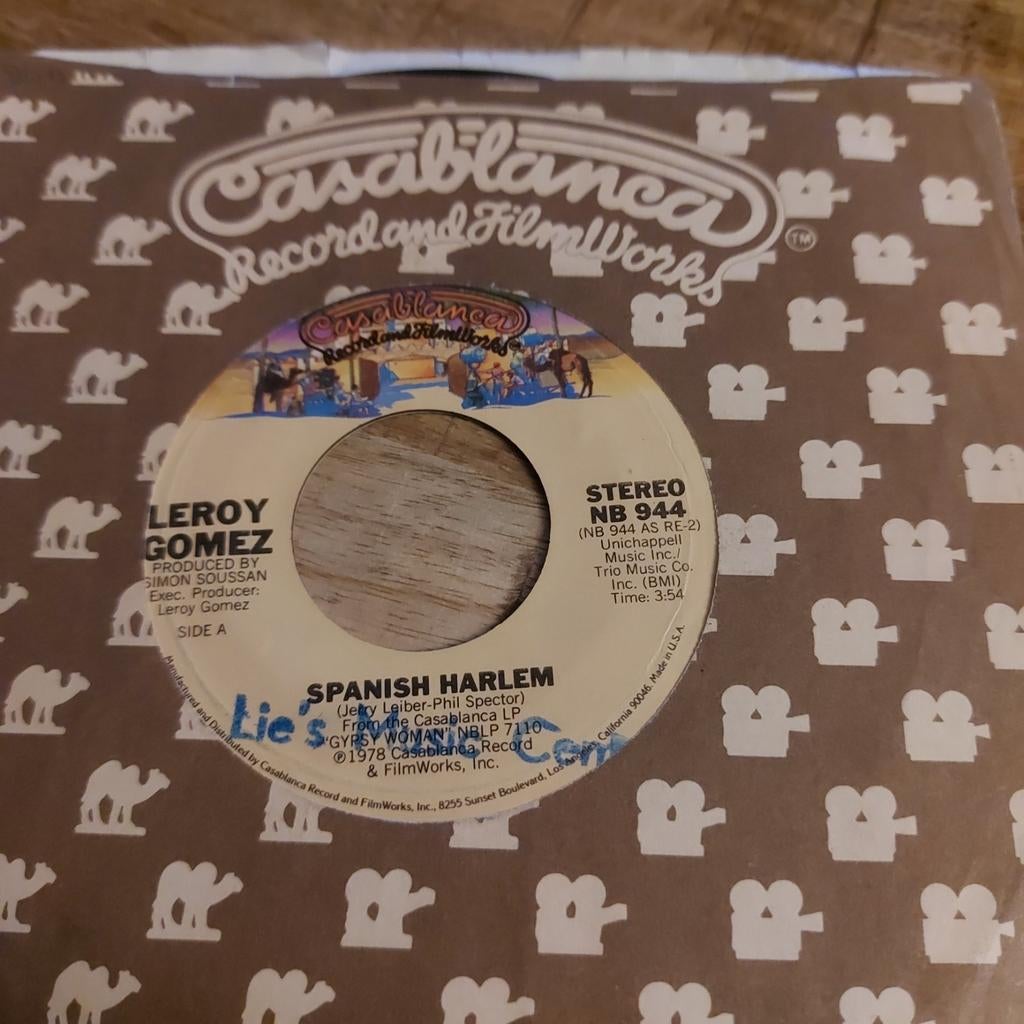 Casablanca
Record and FilmWorks
TM
Casablanca
Record and FilmWorks
LEROY
GOMEZ
PRODUCED BY
SIMON SOUSSAN
Exec. Producer:
Leroy Gomez
SIDE A
STEREO
NB 944
(NB 944 AS RE-2)
Unichappell
Music Inc./
Trio Music Co.
Inc. (BMI)
Time: 3:54
SPANISH HARLEM
(Jerry Leiber-Phil Spector)
From the Casablanca LP
"GYPSY WOMAN" NBLP 7110
℗1978 Casablanca Record
& FilmWorks, Inc.
Lie's Music Cen
Manufactured and Distributed by Casablanca Record and FilmWorks, Inc., 8255 Sunset Boulevard, Los Angeles, California 90046. Made in U.S.A.